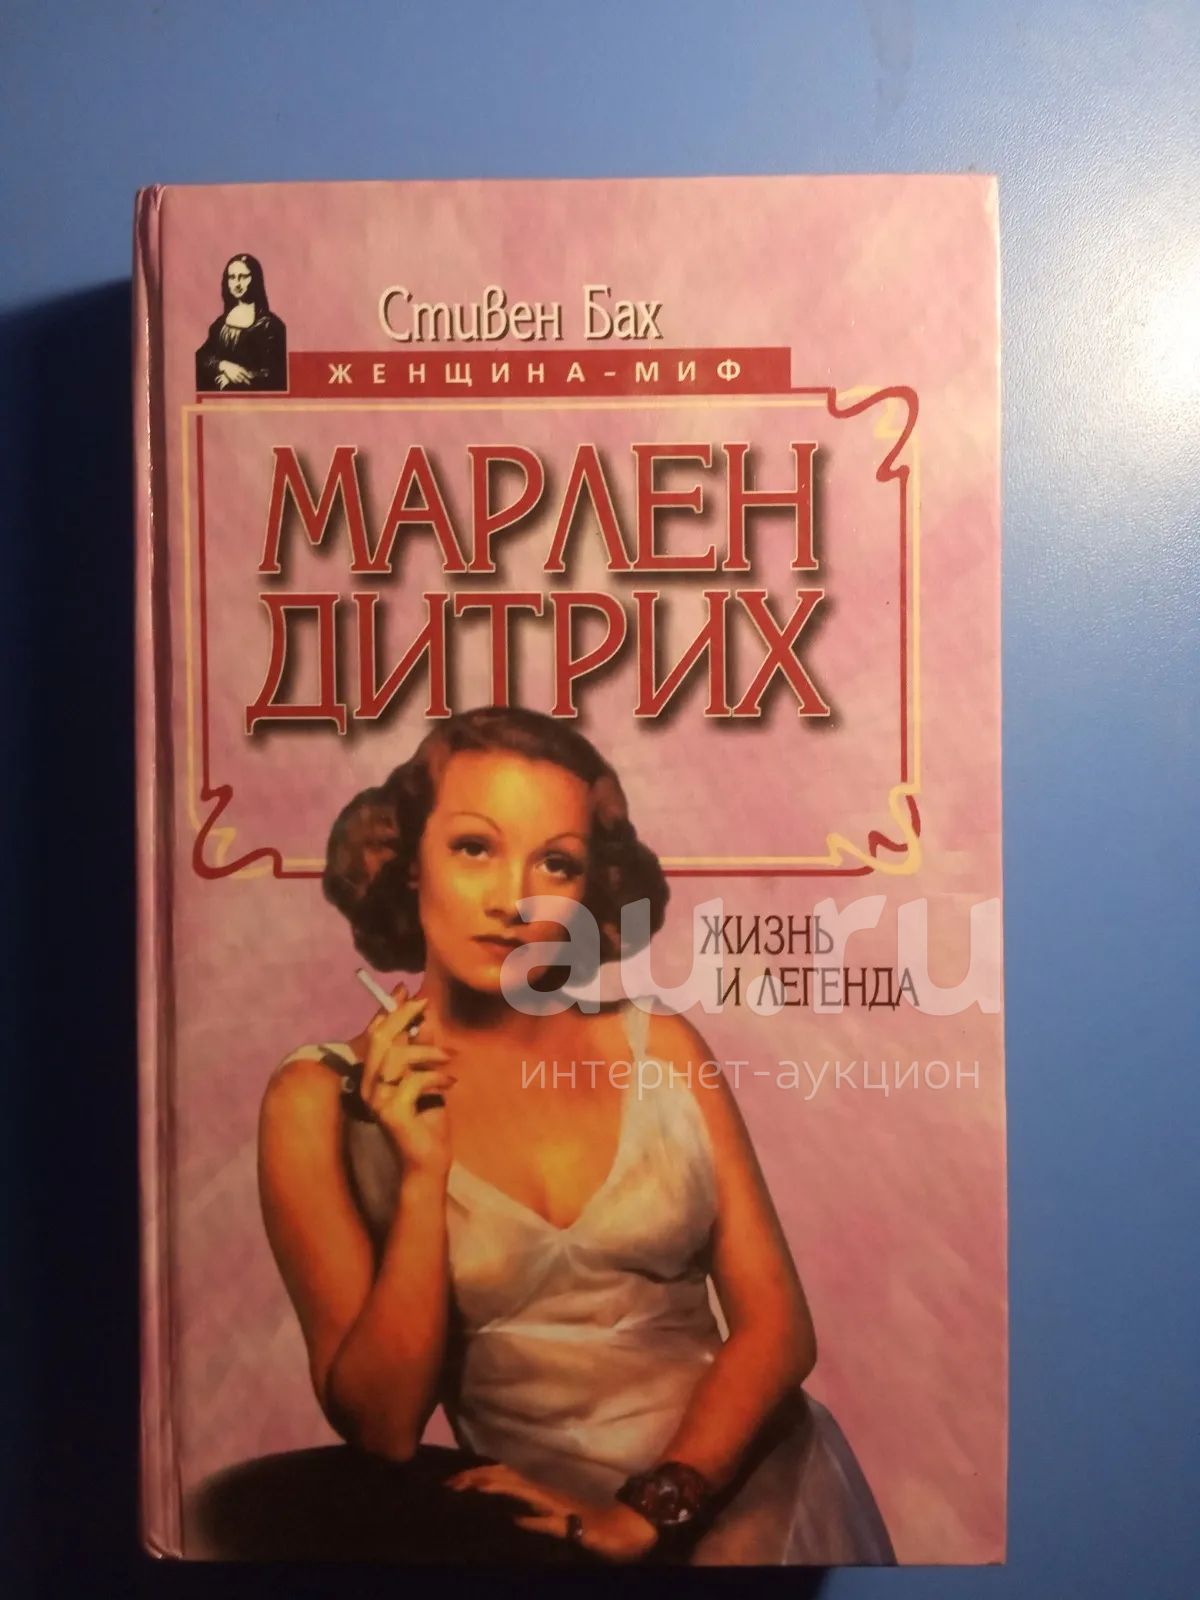 Стивен Бах
ЖЕНЩИНА-МИФ
МАРЛЕН
ДИТРИХ
ЖИЗНЬ
И ЛЕГЕНДА
au.ru
интернет-аукцион